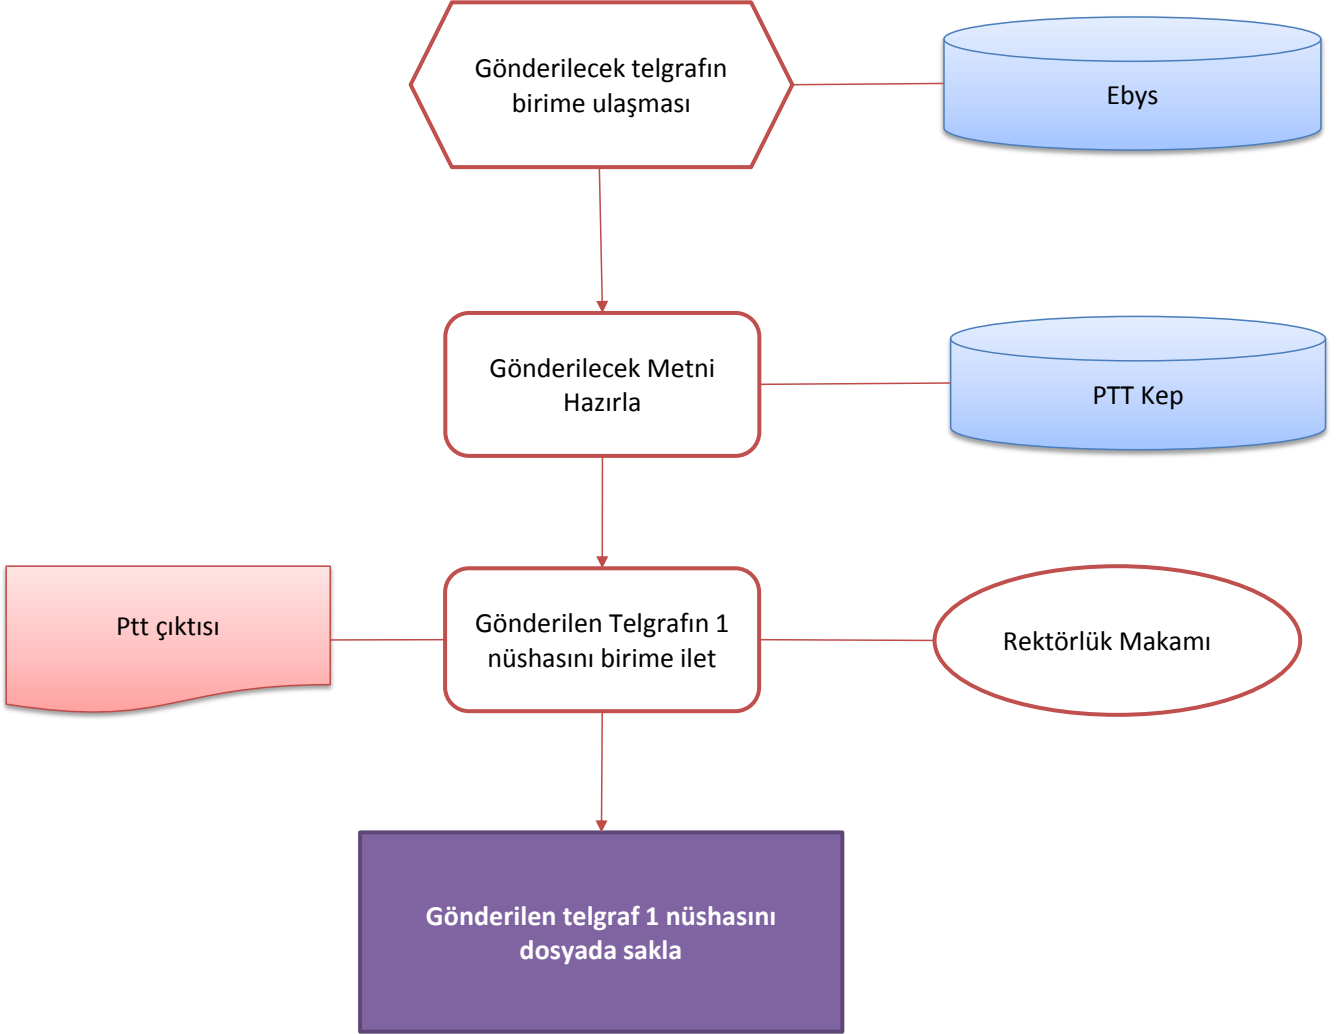 Gönderilecek telgrafın
birime ulaşması
Ebys
Gönderilecek Metni
Hazırla
PTT Kep
Ptt çıktısı
Gönderilen Telgrafın 1
nüshasını birime ilet
Rektörlük Makamı
Gönderilen telgraf 1 nüshasını
dosyada sakla